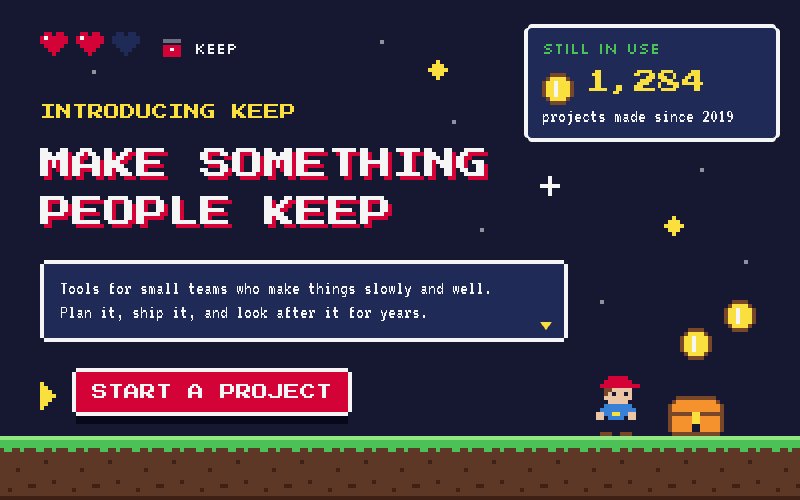 KEEP
STILL IN USE
1,284
projects made since 2019
INTRODUCING KEEP
MAKE SOMETHING
PEOPLE KEEP
Tools for small teams who make things slowly and well.
Plan it, ship it, and look after it for years.
START A PROJECT